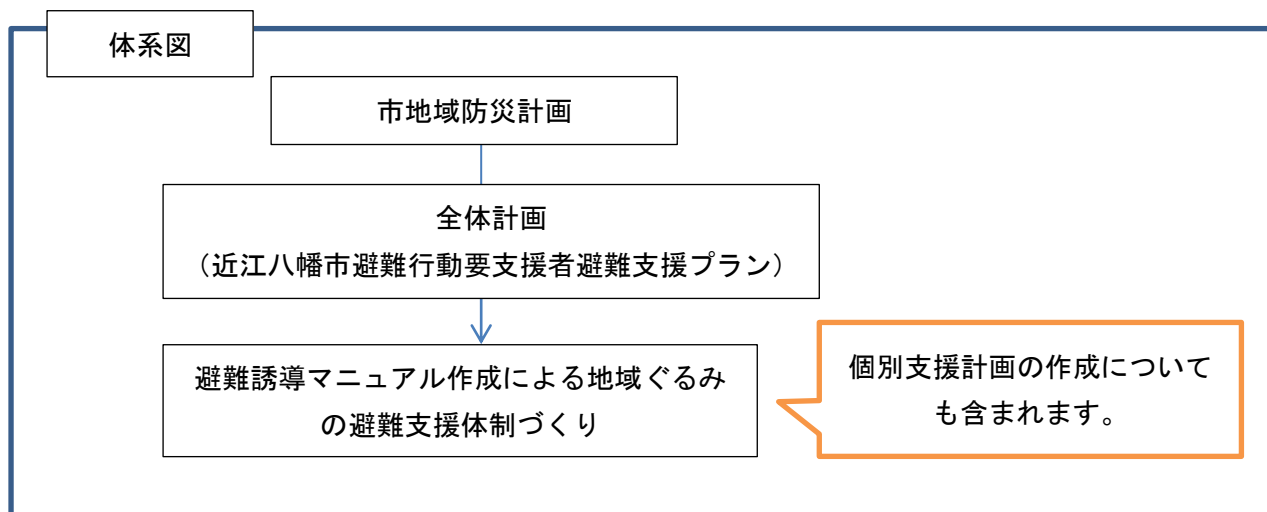 体系図
市地域防災計画
全体計画
（近江八幡市避難行動要支援者避難支援プラン）
避難誘導マニュアル作成による地域ぐるみ
の避難支援体制づくり
個別支援計画の作成について
も含まれます。